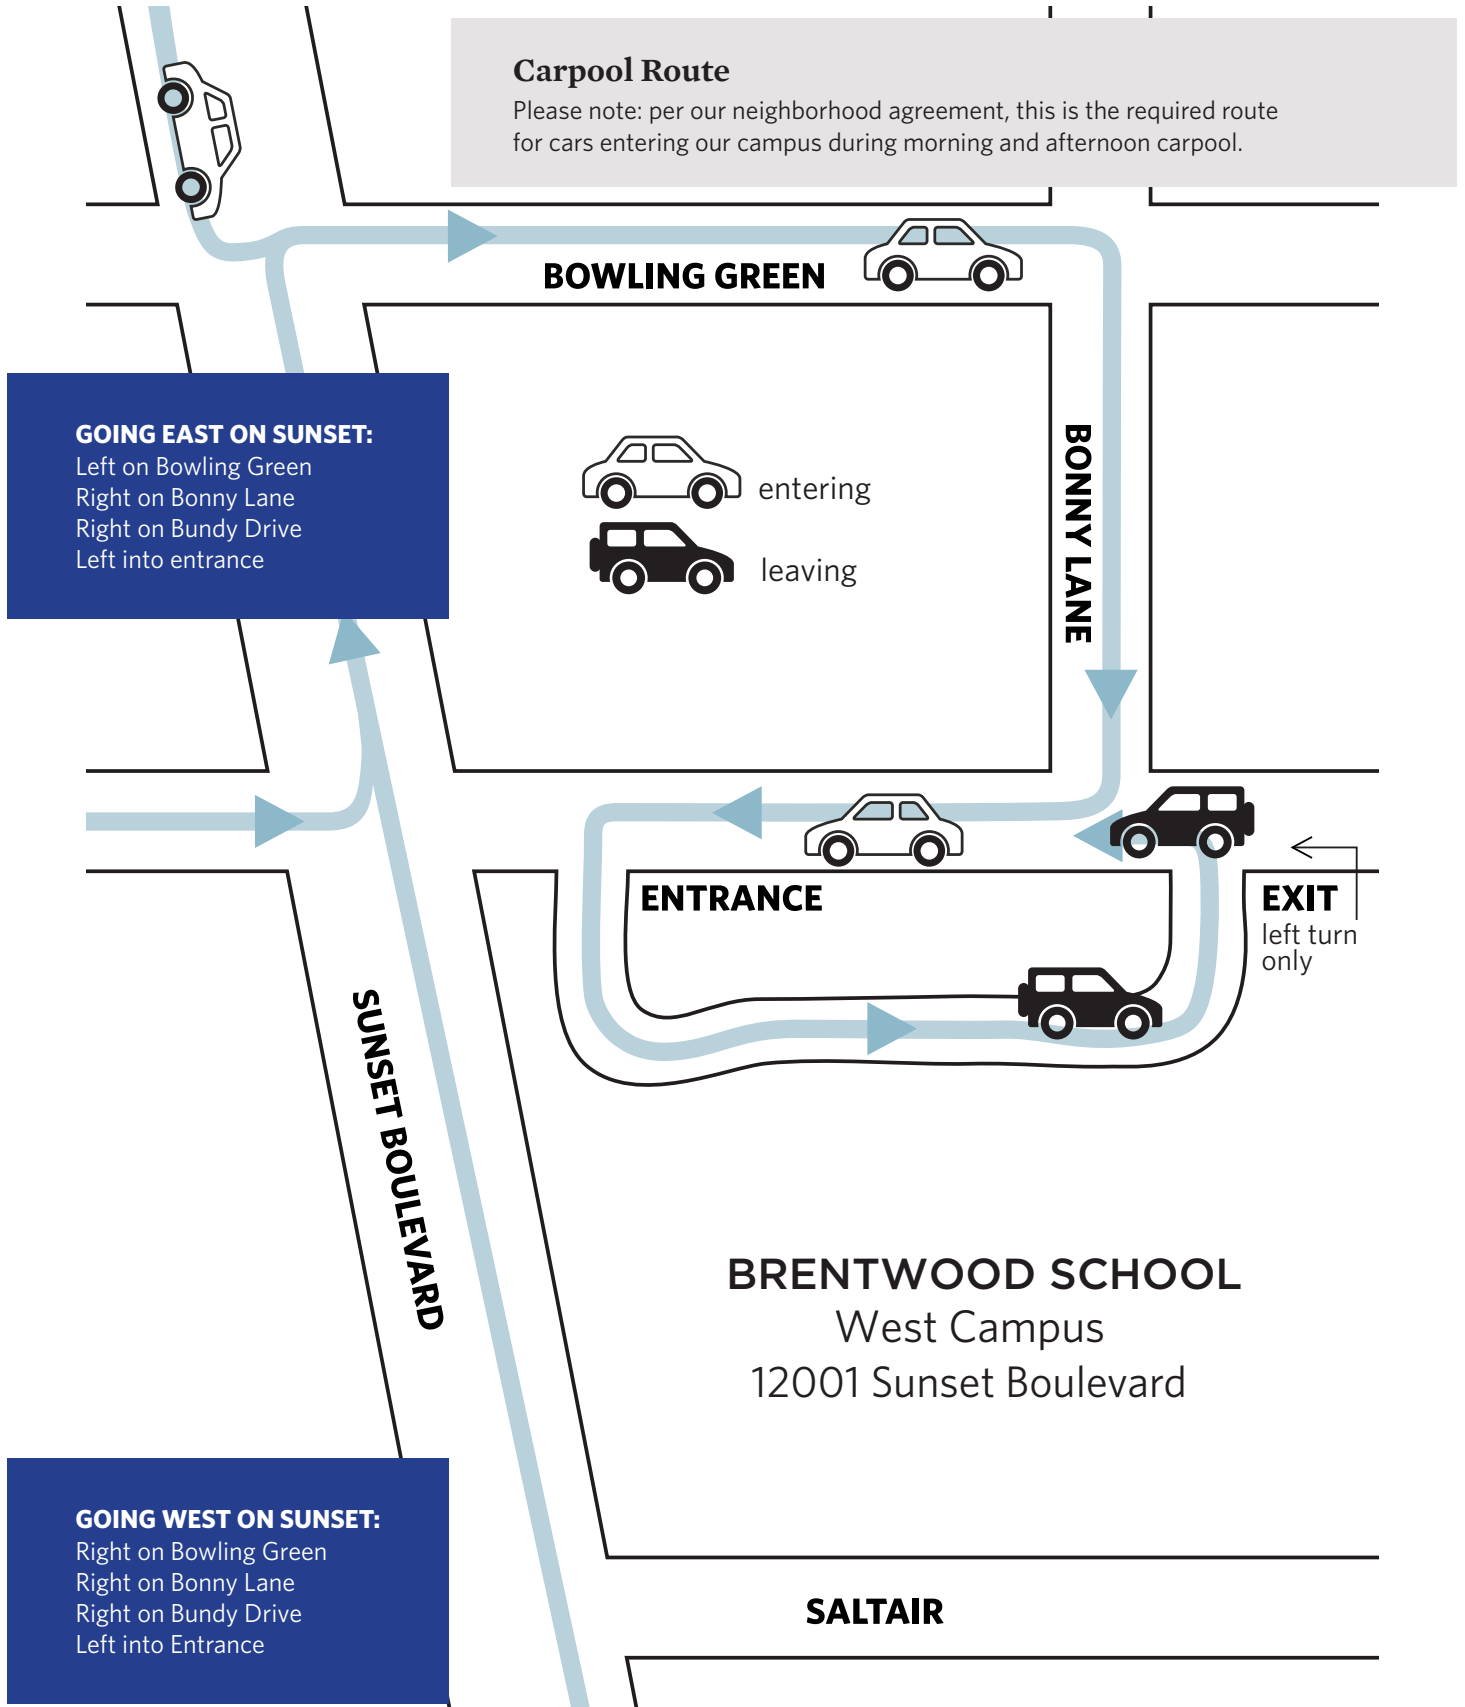 Carpool Route
Please note: per our neighborhood agreement, this is the required route
for cars entering our campus during morning and afternoon carpool.
BOWLING GREEN
GOING EAST ON SUNSET:
Left on Bowling Green
Right on Bonny Lane
Right on Bundy Drive
Left into entrance
entering
leaving
BONNY LANE
ENTRANCE
EXIT
left turn
only
SUNSET BOULEVARD
BRENTWOOD SCHOOL
West Campus
12001 Sunset Boulevard
GOING WEST ON SUNSET:
Right on Bowling Green
Right on Bonny Lane
Right on Bundy Drive
Left into Entrance
SALTAIR